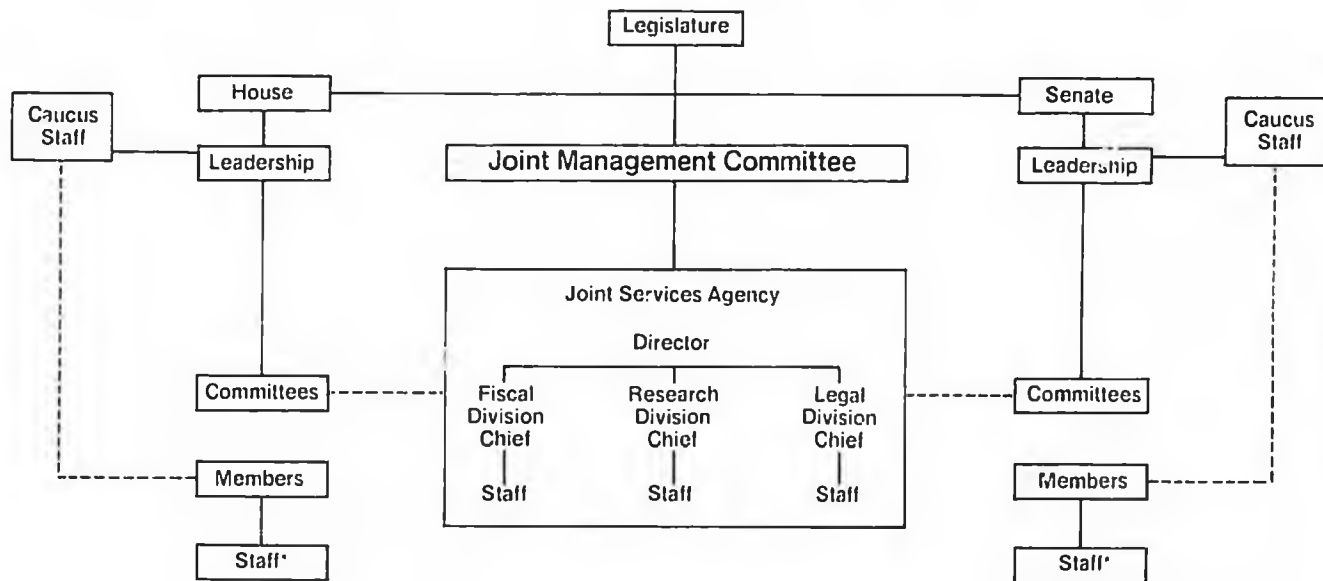 Legislature
House
Senate
Caucus
Staff
Caucus
Staff
Leadership
Joint Management Committee
Leadership
Joint Services Agency
Director
Committees
Fiscal
Division
Chief
Research
Division
Chief
Legal
Division
Chief
Committees
Members
Staff
Staff
Staff
Members
Staff*
Staff*